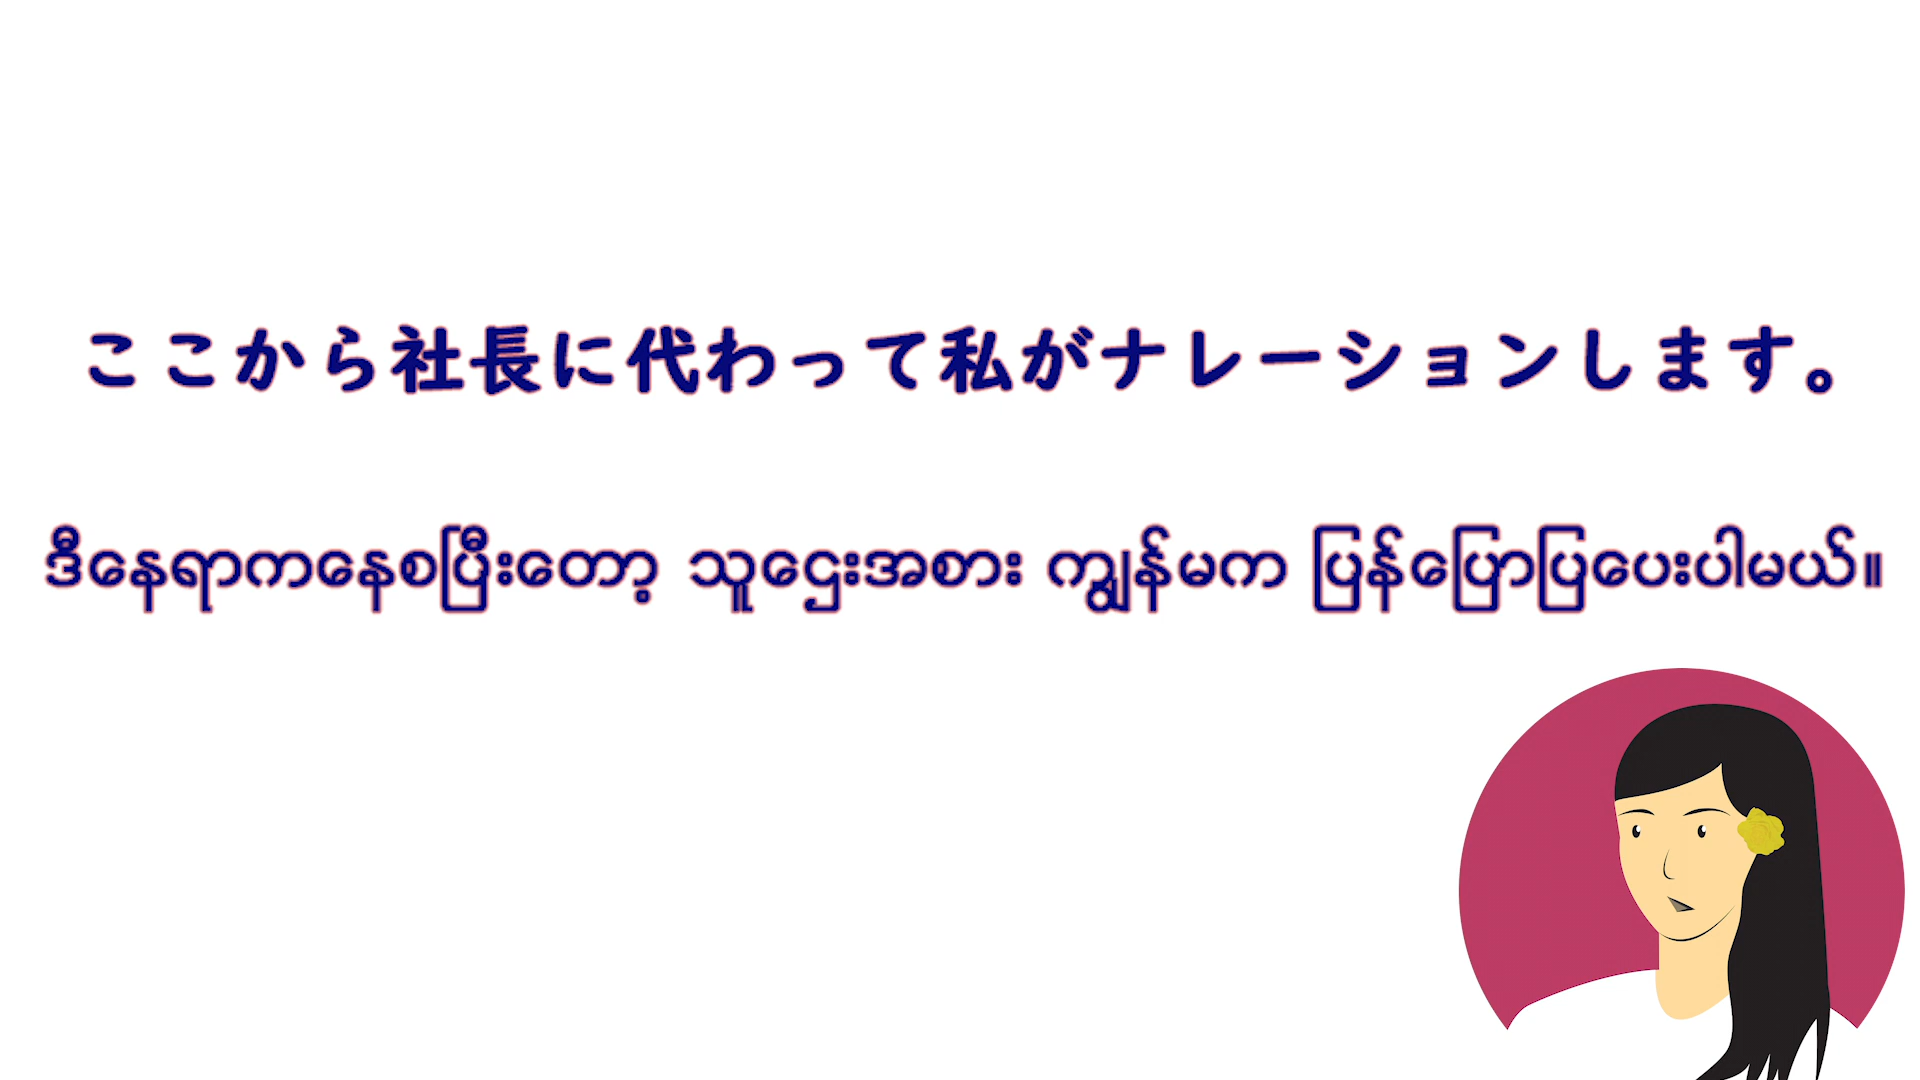 ここから社長に代わって私がナレーションします。
ဒီနေရာကနေစပြီးတော့ သူဌေးအစား ကျွန်မက ပြန်ပြောပြပေးပါမယ်။